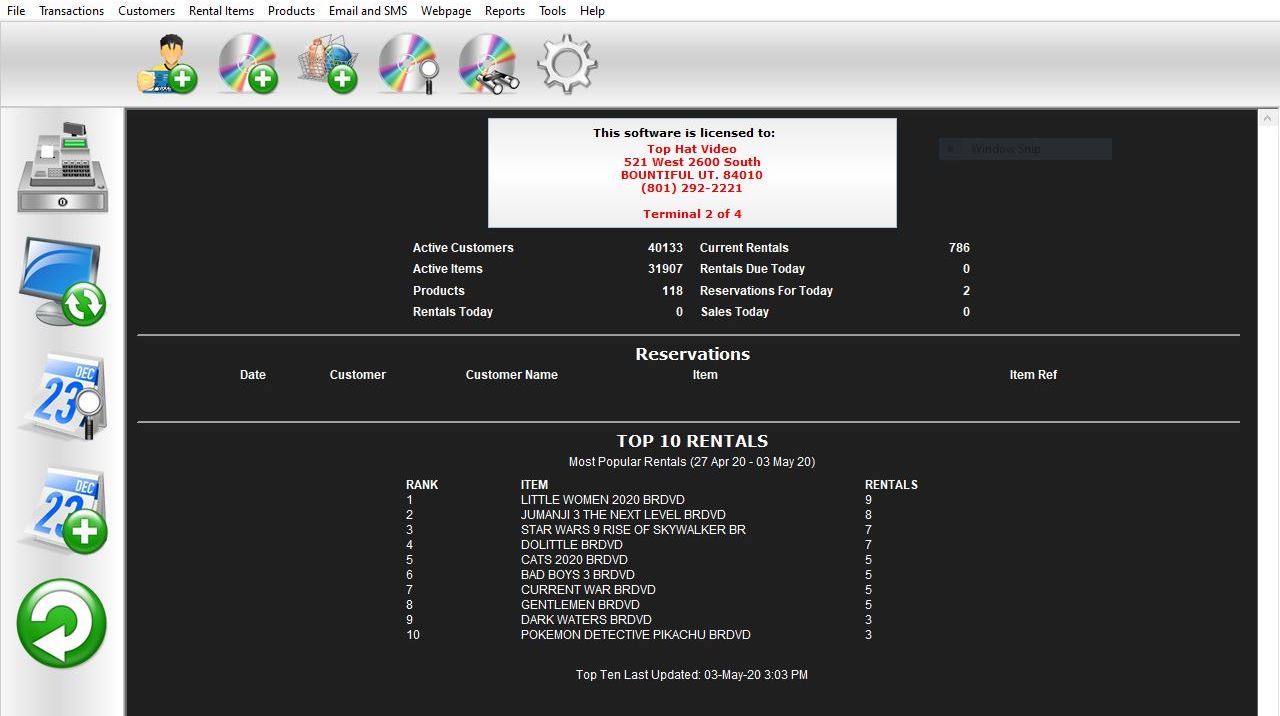 File Transactions Customers Rental Items Products Email and SMS Webpage Reports Tools Help
This software is licensed to:
Top Hat Video
521 West 2600 South
BOUNTIFUL UT. 84010
(801) 292-2221
Terminal 2 of 4
Window Snip
Active Customers 40133 Current Rentals 786
Active Items 31907 Rentals Due Today 0
Products 118 Reservations For Today 2
Rentals Today 0 Sales Today 0
DEC
23
DEC
23
Reservations
Date Customer Customer Name Item Item Ref
TOP 10 RENTALS
Most Popular Rentals (27 Apr 20 - 03 May 20)
RANK ITEM RENTALS
1 LITTLE WOMEN 2020 BRDVD 9
2 JUMANJI 3 THE NEXT LEVEL BRDVD 8
3 STAR WARS 9 RISE OF SKYWALKER BR 7
4 DOLITTLE BRDVD 7
5 CATS 2020 BRDVD 5
6 BAD BOYS 3 BRDVD 5
7 CURRENT WAR BRDVD 5
8 GENTLEMEN BRDVD 5
9 DARK WATERS BRDVD 3
10 POKEMON DETECTIVE PIKACHU BRDVD 3
Top Ten Last Updated: 03-May-20 3:03 PM